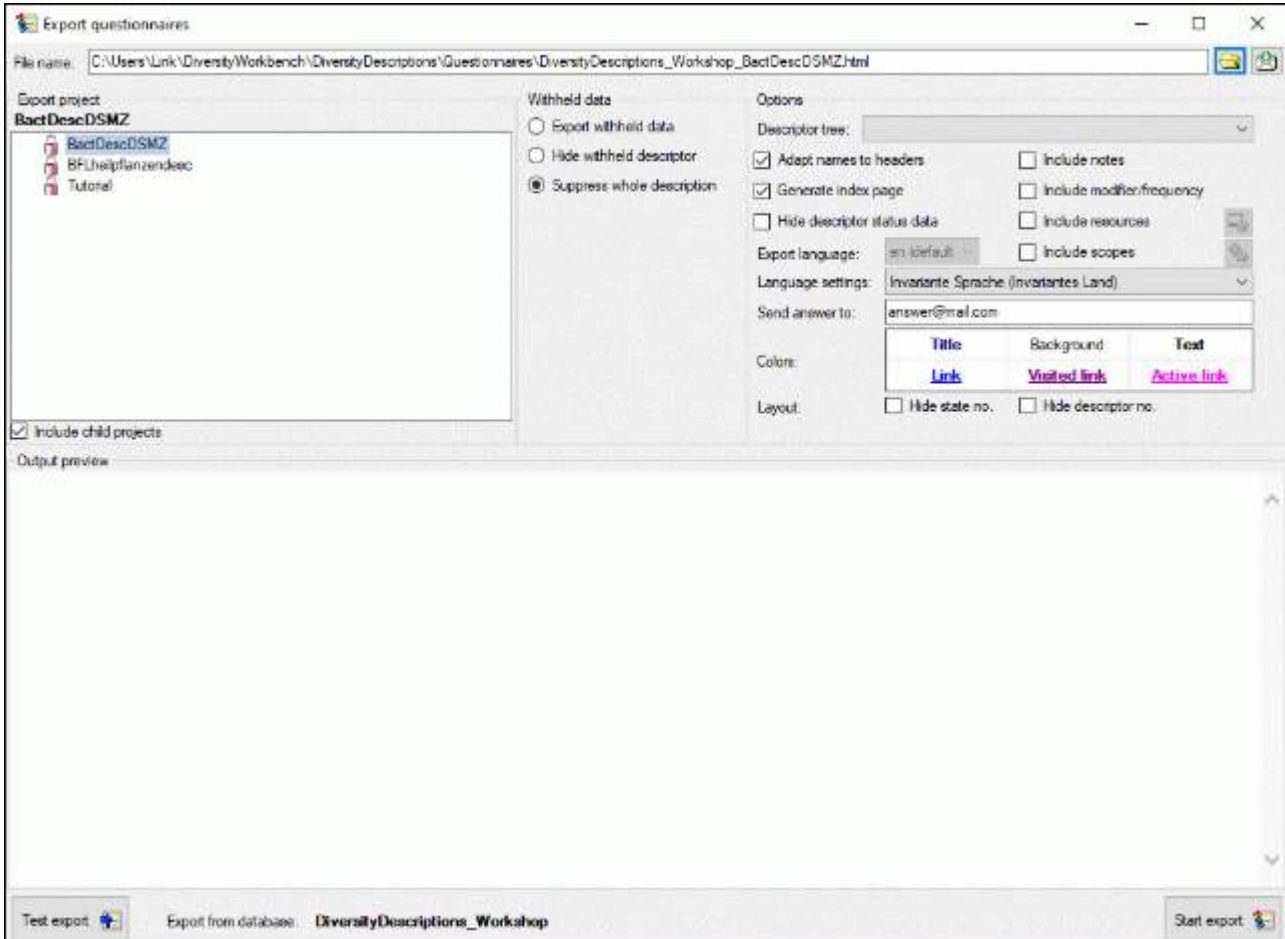 Export questionnaires
File name: C:\Users\Link\DiversityWorkbench\DiversityDescriptions\Questionnaires\DiversityDescriptions_Workshop_BactDescDSMZ.html
Export project
BactDescDSMZ
BactDescDSMZ
BFLheilpflanzendesc
Tutorial
Include child projects
Withheld data
Export withheld data
Hide withheld descriptor
Suppress whole description
Options
Descriptor tree:
Adapt names to headers Include notes
Generate index page Include modifier/frequency
Hide descriptor status data Include resources
Export language: en (default Include scopes
Language settings: Invariante Sprache (Invariantes Land)
Send answer to: answer@mail.com
Colors: Title Background Text
Link Visited link Active link
Layout: Hide state no. Hide descriptor no.
Output preview
Test export Export from database: DiversityDescriptions_Workshop Start export